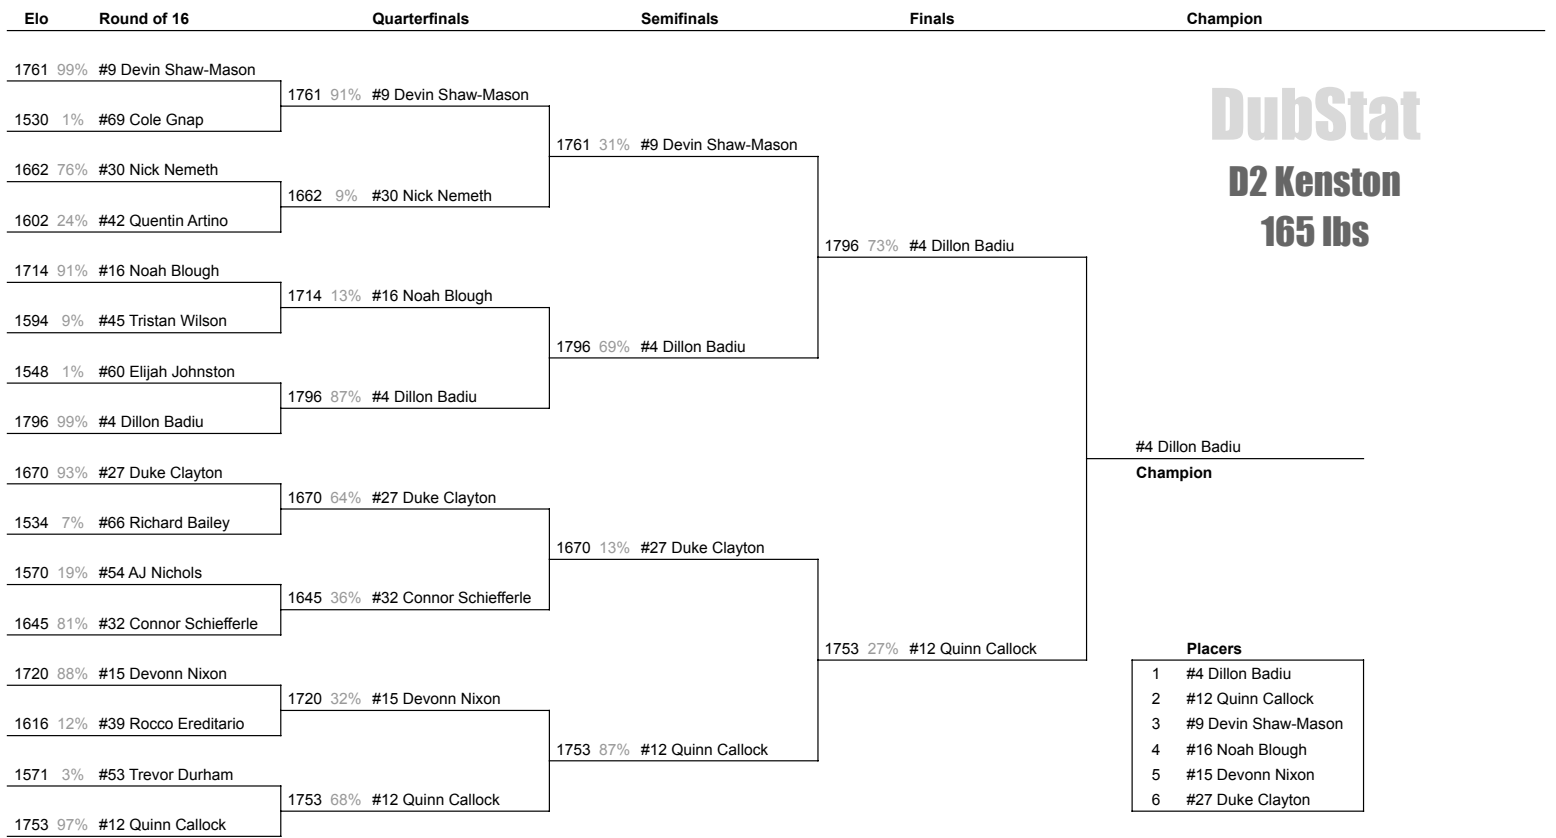 Elo Round of 16 Quarterfinals Semifinals Finals Champion
1761 99% #9 Devin Shaw-Mason
1761 91% #9 Devin Shaw-Mason
1530 1% #69 Cole Gnap
DubStat
1761 31% #9 Devin Shaw-Mason
1662 76% #30 Nick Nemeth
D2 Kenston
1662 9% #30 Nick Nemeth
1602 24% #42 Quentin Artino
165 lbs
1796 73% #4 Dillon Badiu
1714 91% #16 Noah Blough
1714 13% #16 Noah Blough
1594 9% #45 Tristan Wilson
1796 69% #4 Dillon Badiu
1548 1% #60 Elijah Johnston
1796 87% #4 Dillon Badiu
1796 99% #4 Dillon Badiu
#4 Dillon Badiu
1670 93% #27 Duke Clayton
Champion
1670 64% #27 Duke Clayton
1534 7% #66 Richard Bailey
1670 13% #27 Duke Clayton
1570 19% #54 AJ Nichols
1645 36% #32 Connor Schiefferle
1645 81% #32 Connor Schiefferle
1753 27% #12 Quinn Callock
Placers
1720 88% #15 Devonn Nixon
1 #4 Dillon Badiu
1720 32% #15 Devonn Nixon
2 #12 Quinn Callock
1616 12% #39 Rocco Ereditario
3 #9 Devin Shaw-Mason
1753 87% #12 Quinn Callock
4 #16 Noah Blough
1571 3% #53 Trevor Durham
5 #15 Devonn Nixon
1753 68% #12 Quinn Callock
6 #27 Duke Clayton
1753 97% #12 Quinn Callock